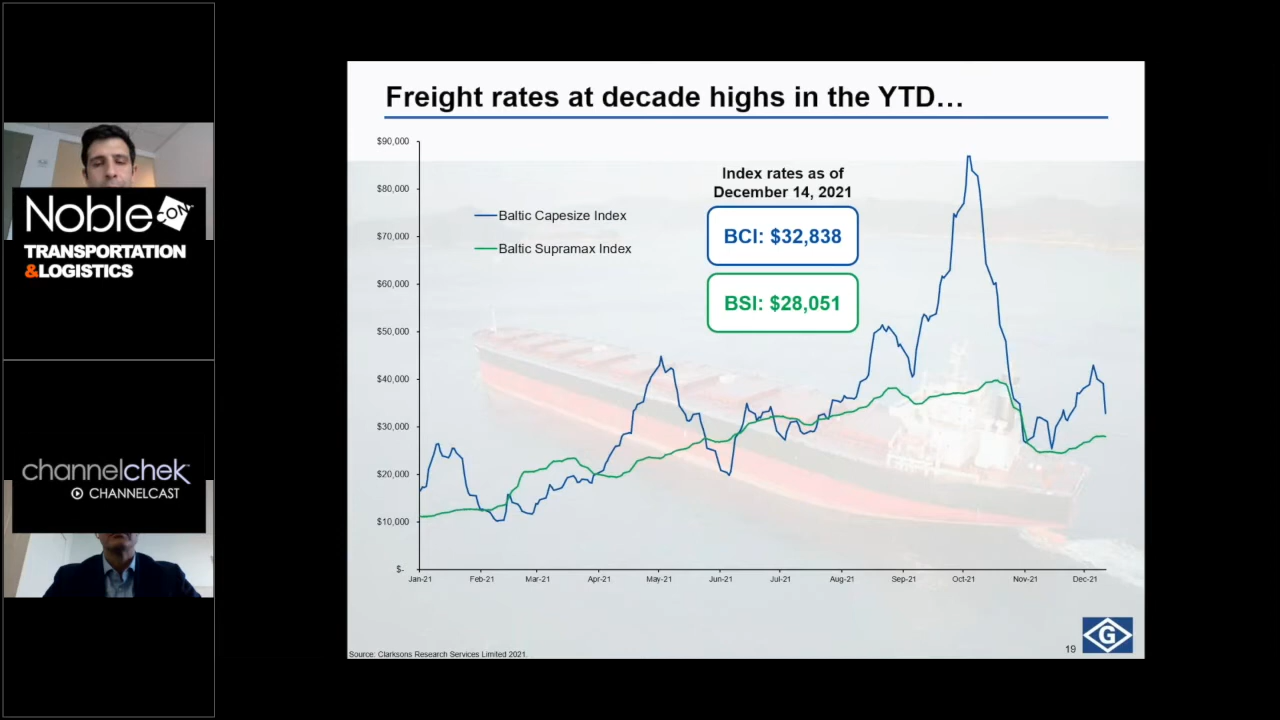 Noble
CON
TRANSPORTATION
&LOGISTICS
channelchek
CHANNELCAST
Freight rates at decade highs in the YTD…
$90,000
$80,000
$70,000
$60,000
$50,000
$40,000
$30,000
$20,000
$10,000
$-
Baltic Capesize Index
Baltic Supramax Index
Index rates as of
December 14, 2021
BCI: $32,838
BSI: $28,051
Jan-21 Feb-21 Mar-21 Apr-21 May-21 Jun-21 Jul-21 Aug-21 Sep-21 Oct-21 Nov-21 Dec-21
Source: Clarksons Research Services Limited 2021.
19
G